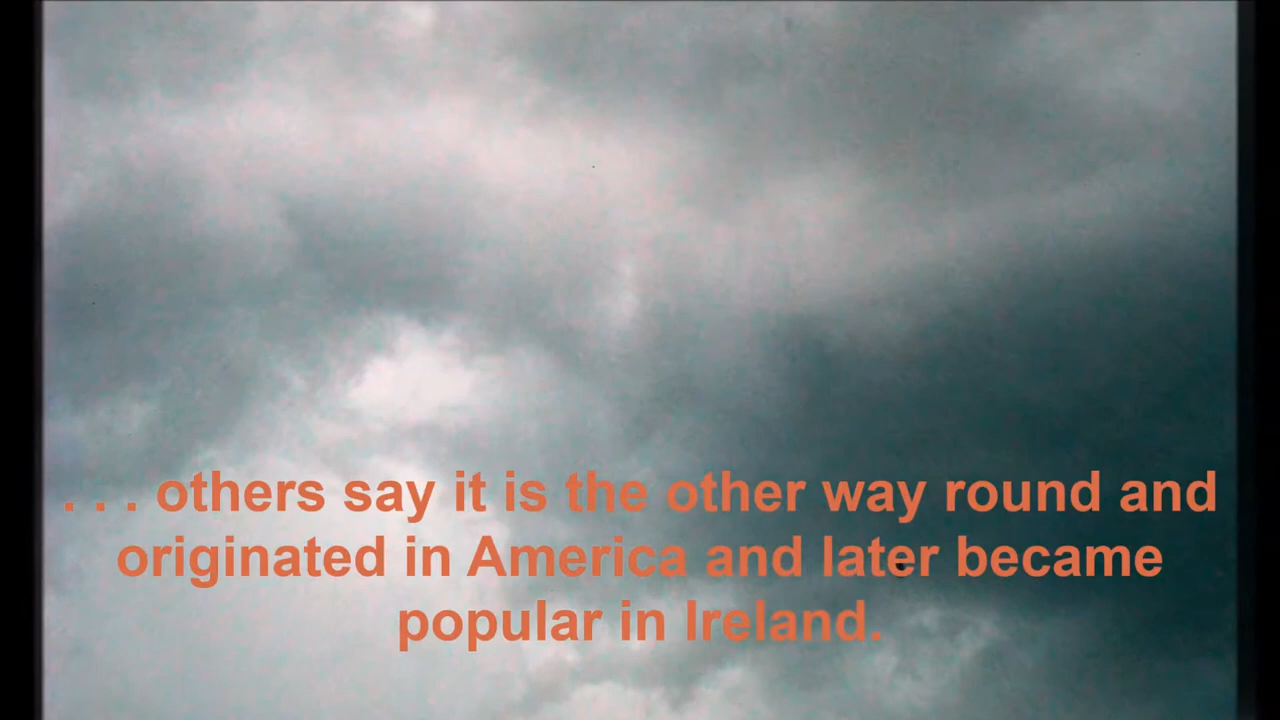 . . . others say it is the other way round and
originated in America and later became
popular in Ireland.